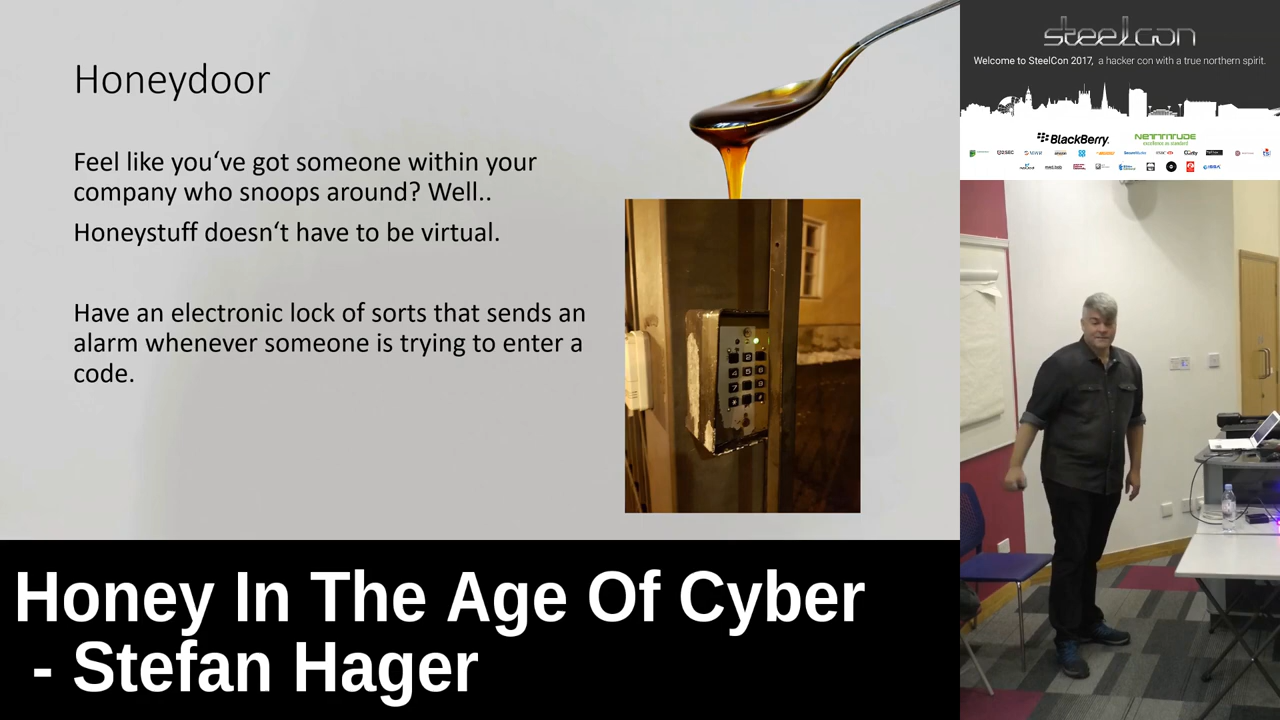 Honeydoor
Feel like you‘ve got someone within your
company who snoops around? Well..
Honeystuff doesn‘t have to be virtual.
Have an electronic lock of sorts that sends an
alarm whenever someone is trying to enter a
code.
Honey In The Age Of Cyber
- Stefan Hager
steelcon
Welcome to SteelCon 2017, a hacker con with a true northern spirit.
BlackBerry
NETTITUDE